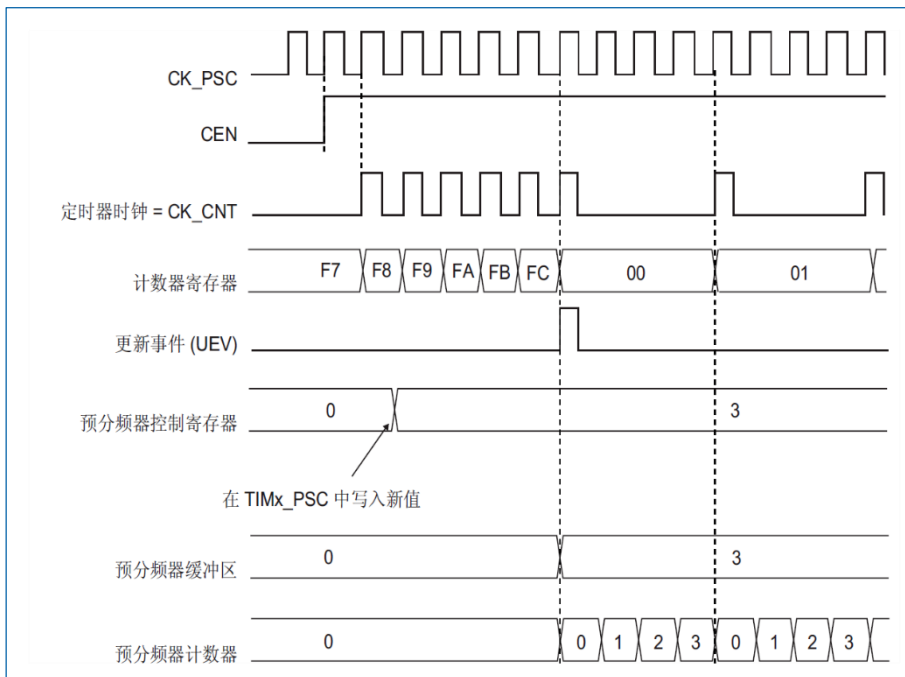 CK_PSC
CEN
定时器时钟 = CK_CNT
计数器寄存器 F7 F8 F9 FA FB FC 00 01
更新事件 (UEV)
预分频器控制寄存器 0 3
在 TIMx_PSC 中写入新值
预分频器缓冲区 0 3
预分频器计数器 0 0 1 2 3 0 1 2 3